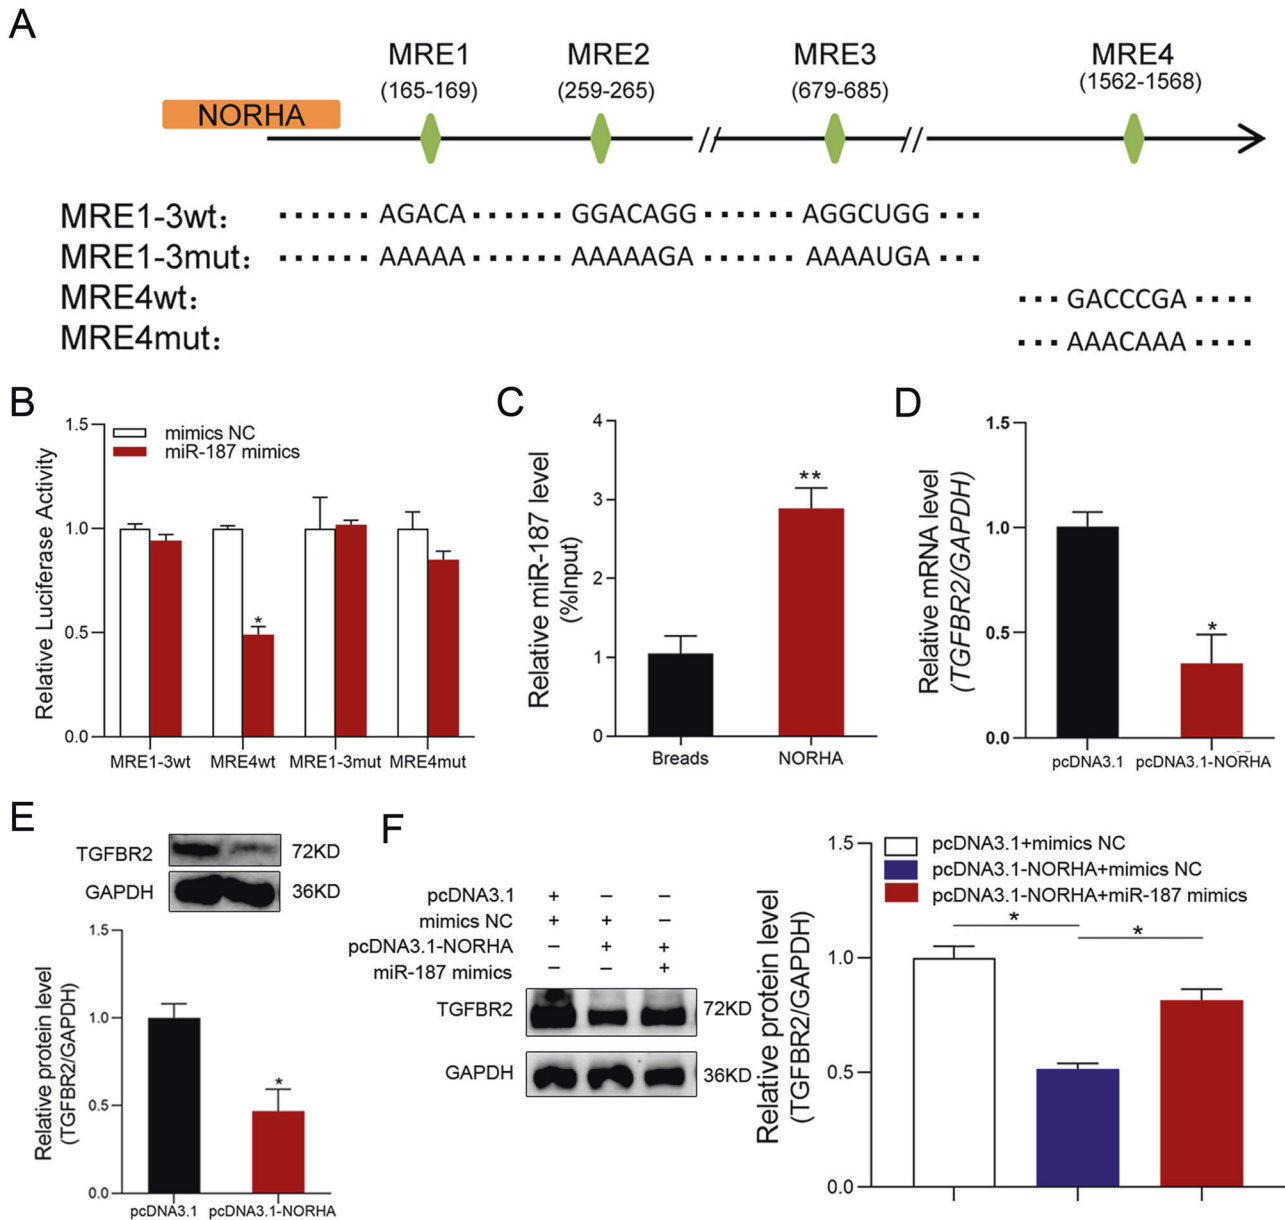 A
MRE1 MRE2 MRE3 MRE4
(165-169) (259-265) (679-685) (1562-1568)
NORHA
MRE1-3wt: ······ AGACA ······ GGACAGG ······ AGGCUGG ···
MRE1-3mut: ······ AAAAA ······ AAAAAGA ······ AAAAUGA ···
MRE4wt: ··· GACCCGA ····
MRE4mut: ··· AAACAAA ····
B
Relative Luciferase Activity
1.5
1.0
0.5
0.0
mimics NC
miR-187 mimics
*
MRE1-3wt MRE4wt MRE1-3mut MRE4mut
C
Relative miR-187 level
(%Input)
4
3
2
1
0
**
Breads NORHA
D
Relative mRNA level
(TGFBR2/GAPDH)
1.5
1.0
0.5
0.0
*
pcDNA3.1 pcDNA3.1-NORHA
E
TGFBR2 72KD
GAPDH 36KD
Relative protein level
(TGFBR2/GAPDH)
1.5
1.0
0.5
0.0
*
pcDNA3.1 pcDNA3.1-NORHA
F
pcDNA3.1 + − −
mimics NC + + −
pcDNA3.1-NORHA − + +
miR-187 mimics − − +
TGFBR2 72KD
GAPDH 36KD
Relative protein level
(TGFBR2/GAPDH)
1.5
1.0
0.5
0.0
pcDNA3.1+mimics NC
pcDNA3.1-NORHA+mimics NC
pcDNA3.1-NORHA+miR-187 mimics
* *